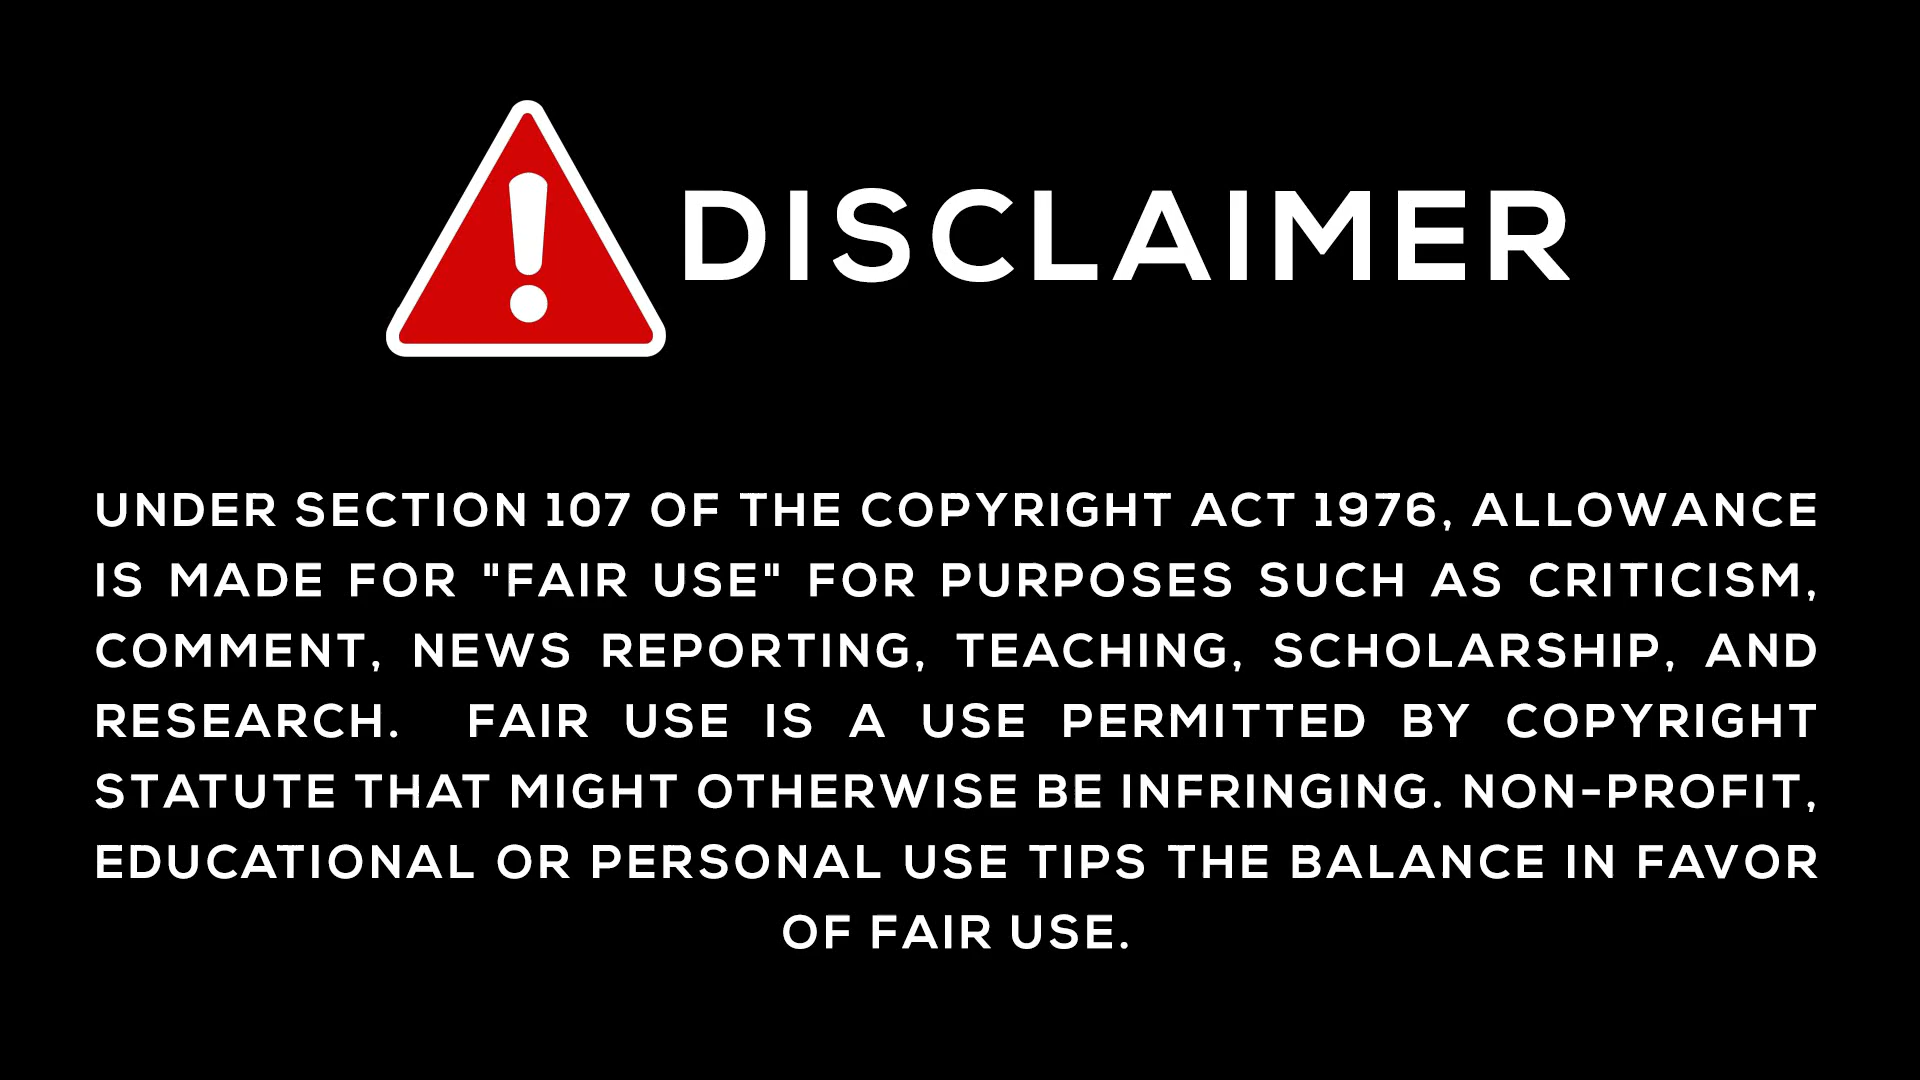 DISCLAIMER
UNDER SECTION 107 OF THE COPYRIGHT ACT 1976, ALLOWANCE
IS MADE FOR "FAIR USE" FOR PURPOSES SUCH AS CRITICISM,
COMMENT, NEWS REPORTING, TEACHING, SCHOLARSHIP, AND
RESEARCH. FAIR USE IS A USE PERMITTED BY COPYRIGHT
STATUTE THAT MIGHT OTHERWISE BE INFRINGING. NON-PROFIT,
EDUCATIONAL OR PERSONAL USE TIPS THE BALANCE IN FAVOR
OF FAIR USE.